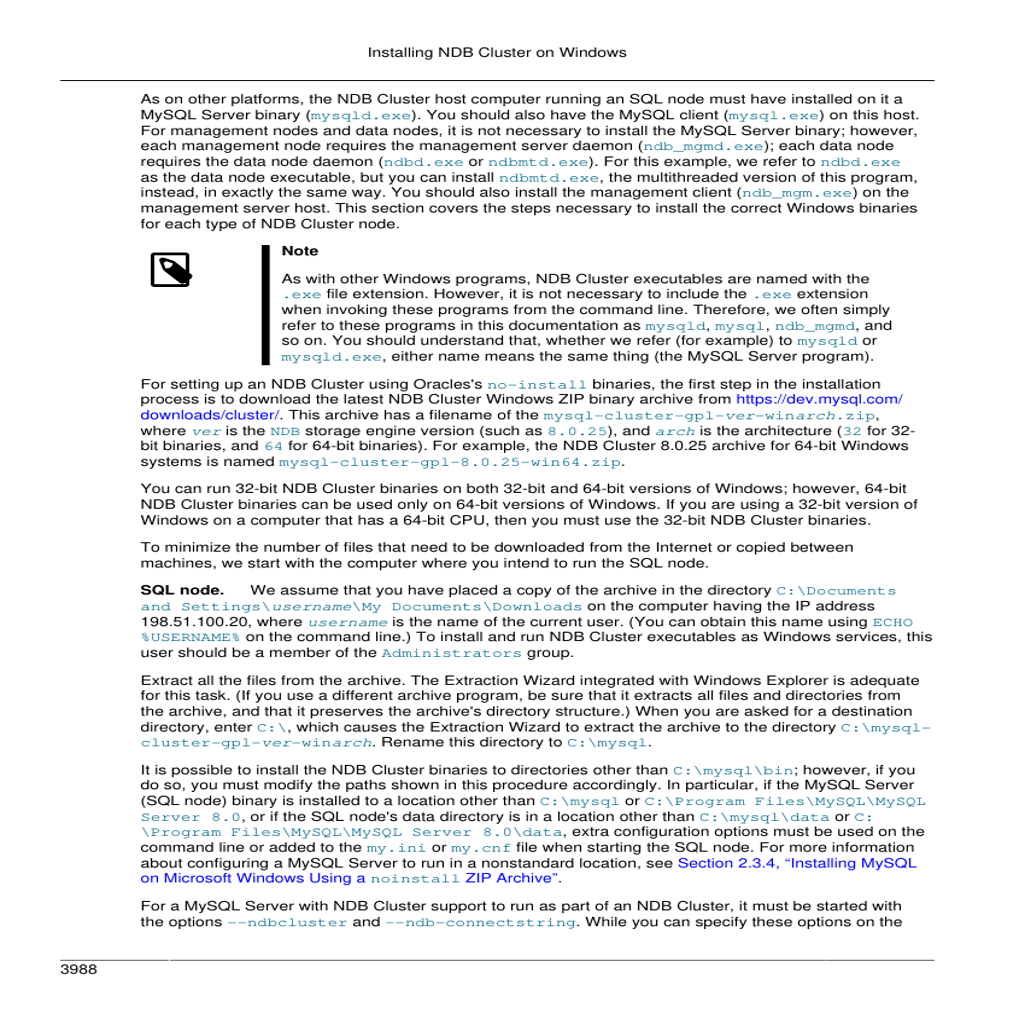 Installing NDB Cluster on Windows
As on other platforms, the NDB Cluster host computer running an SQL node must have installed on it a
MySQL Server binary (mysqld.exe). You should also have the MySQL client (mysql.exe) on this host.
For management nodes and data nodes, it is not necessary to install the MySQL Server binary; however,
each management node requires the management server daemon (ndb_mgmd.exe); each data node
requires the data node daemon (ndbd.exe or ndbmtd.exe). For this example, we refer to ndbd.exe
as the data node executable, but you can install ndbmtd.exe, the multithreaded version of this program,
instead, in exactly the same way. You should also install the management client (ndb_mgm.exe) on the
management server host. This section covers the steps necessary to install the correct Windows binaries
for each type of NDB Cluster node.
Note
As with other Windows programs, NDB Cluster executables are named with the
.exe file extension. However, it is not necessary to include the .exe extension
when invoking these programs from the command line. Therefore, we often simply
refer to these programs in this documentation as mysqld, mysql, ndb_mgmd, and
so on. You should understand that, whether we refer (for example) to mysqld or
mysqld.exe, either name means the same thing (the MySQL Server program).
For setting up an NDB Cluster using Oracles's no-install binaries, the first step in the installation
process is to download the latest NDB Cluster Windows ZIP binary archive from https://dev.mysql.com/
downloads/cluster/. This archive has a filename of the mysql-cluster-gpl-ver-winarch.zip,
where ver is the NDB storage engine version (such as 8.0.25), and arch is the architecture (32 for 32-
bit binaries, and 64 for 64-bit binaries). For example, the NDB Cluster 8.0.25 archive for 64-bit Windows
systems is named mysql-cluster-gpl-8.0.25-win64.zip.
You can run 32-bit NDB Cluster binaries on both 32-bit and 64-bit versions of Windows; however, 64-bit
NDB Cluster binaries can be used only on 64-bit versions of Windows. If you are using a 32-bit version of
Windows on a computer that has a 64-bit CPU, then you must use the 32-bit NDB Cluster binaries.
To minimize the number of files that need to be downloaded from the Internet or copied between
machines, we start with the computer where you intend to run the SQL node.
SQL node. We assume that you have placed a copy of the archive in the directory C:\Documents
and Settings\username\My Documents\Downloads on the computer having the IP address
198.51.100.20, where username is the name of the current user. (You can obtain this name using ECHO
%USERNAME% on the command line.) To install and run NDB Cluster executables as Windows services, this
user should be a member of the Administrators group.
Extract all the files from the archive. The Extraction Wizard integrated with Windows Explorer is adequate
for this task. (If you use a different archive program, be sure that it extracts all files and directories from
the archive, and that it preserves the archive's directory structure.) When you are asked for a destination
directory, enter C:\, which causes the Extraction Wizard to extract the archive to the directory C:\mysql-
cluster-gpl-ver-winarch. Rename this directory to C:\mysql.
It is possible to install the NDB Cluster binaries to directories other than C:\mysql\bin; however, if you
do so, you must modify the paths shown in this procedure accordingly. In particular, if the MySQL Server
(SQL node) binary is installed to a location other than C:\mysql or C:\Program Files\MySQL\MySQL
Server 8.0, or if the SQL node's data directory is in a location other than C:\mysql\data or C:
\Program Files\MySQL\MySQL Server 8.0\data, extra configuration options must be used on the
command line or added to the my.ini or my.cnf file when starting the SQL node. For more information
about configuring a MySQL Server to run in a nonstandard location, see Section 2.3.4, “Installing MySQL
on Microsoft Windows Using a noinstall ZIP Archive”.
For a MySQL Server with NDB Cluster support to run as part of an NDB Cluster, it must be started with
the options --ndbcluster and --ndb-connectstring. While you can specify these options on the
3988